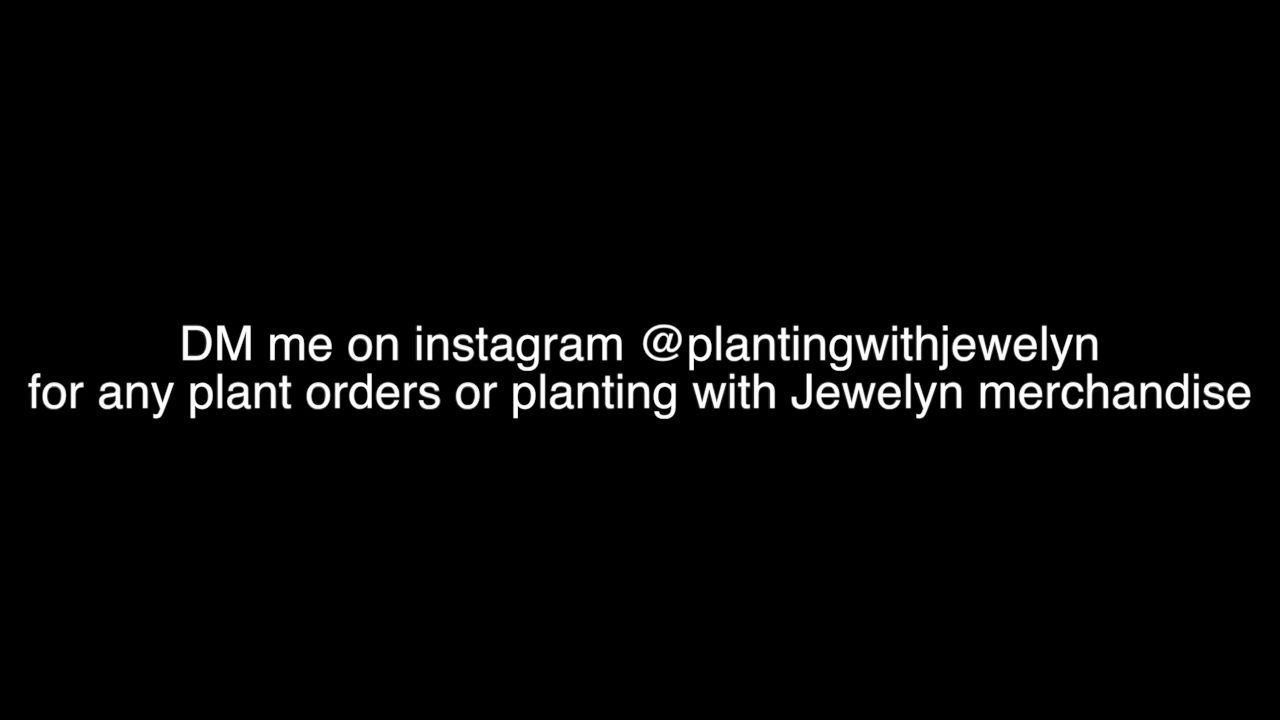 DM me on instagram @plantingwithjewelyn
for any plant orders or planting with Jewelyn merchandise